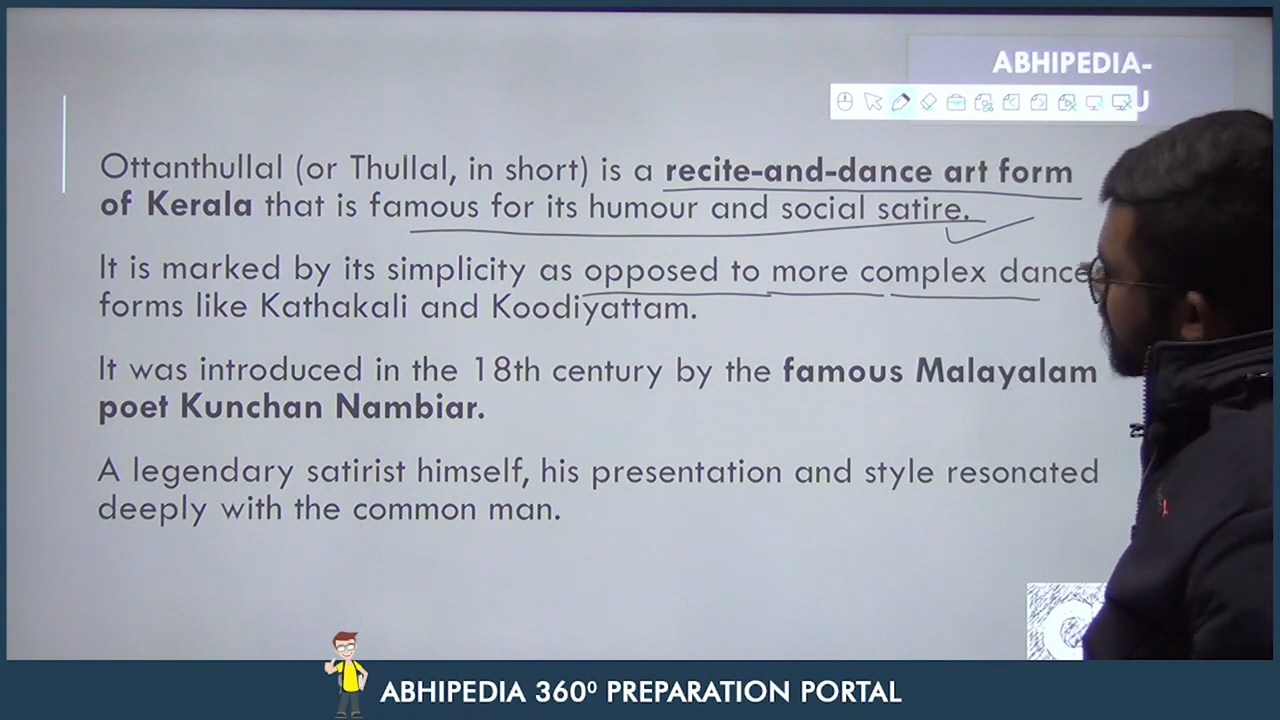 ABHIPEDIA-
U
Ottanthullal (or Thullal, in short) is a recite-and-dance art form
of Kerala that is famous for its humour and social satire.
It is marked by its simplicity as opposed to more complex dance
forms like Kathakali and Koodiyattam.
It was introduced in the 18th century by the famous Malayalam
poet Kunchan Nambiar.
A legendary satirist himself, his presentation and style resonated
deeply with the common man.
ABHIPEDIA 360⁰ PREPARATION PORTAL